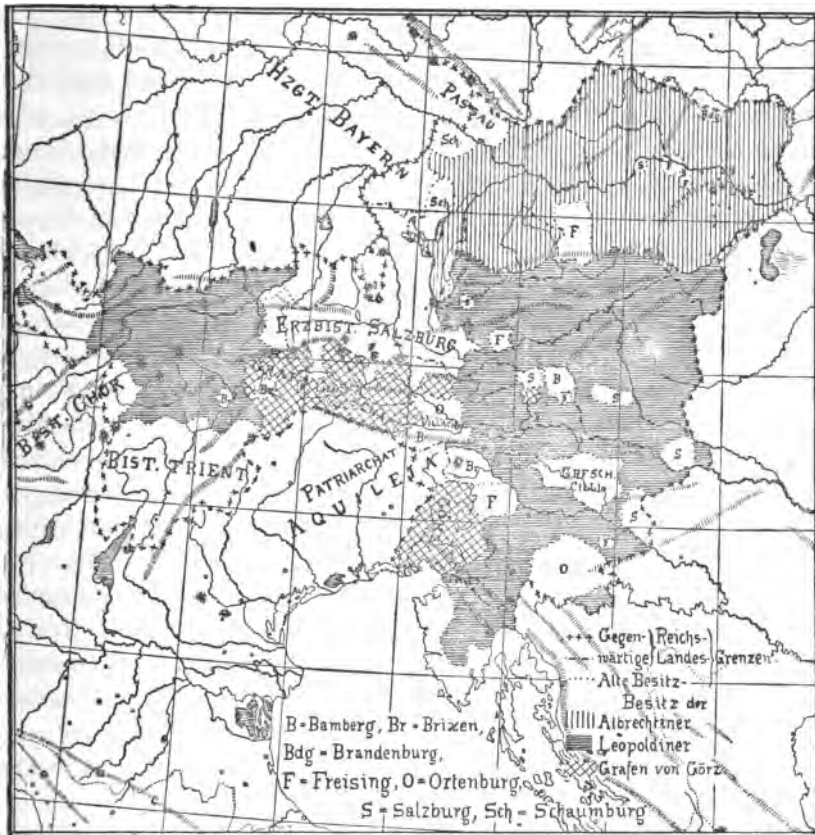 HZGT. BAYERN
PASSAU
Sch
Sch
F
ERZBIST. SALZBURG
F
S
B
S
BIST. CHUR
O
B
BIST. TRIENT
PATRIARCHAT
AQUILEJA
F
GRFSCH.
S
S
O
Gegen- Reichs-
wärtige Landes- Grenzen
Alte Besitz-
Besitz der
Albrechtiner
Leopoldiner
Grafen von Görz
B = Bamberg, Br = Brixen,
Bdg = Brandenburg,
F = Freising, O = Ortenburg,
S = Salzburg, Sch = Schaumburg